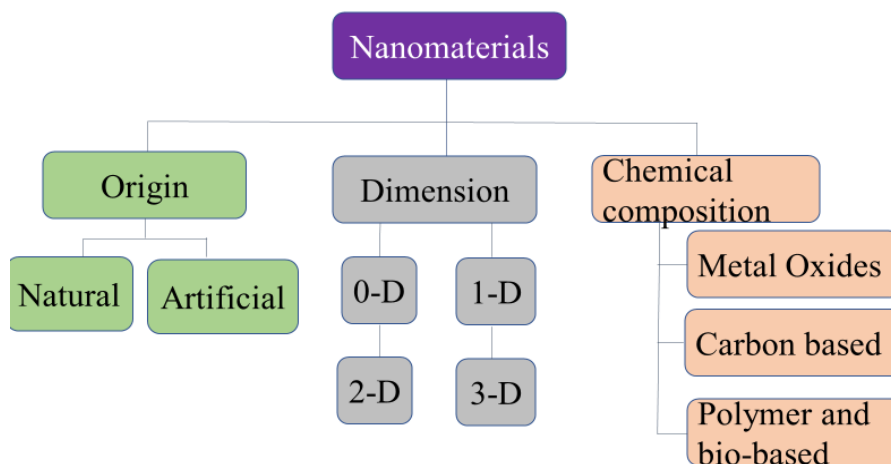 Nanomaterials
Origin
Dimension
Chemical
composition
Natural
Artificial
0-D
1-D
2-D
3-D
Metal Oxides
Carbon based
Polymer and
bio-based